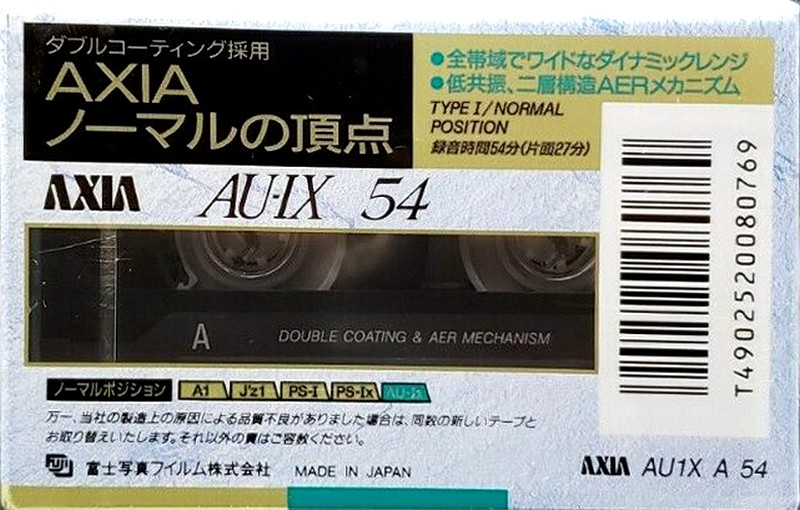 ダブルコーティング採用
AXIA
ノーマルの頂点
●全帯域でワイドなダイナミックレンジ
●低共振、二層構造AERメカニズム
TYPE I/NORMAL
POSITION
録音時間54分(片面27分)
AXIA AU-IX 54
A DOUBLE COATING & AER MECHANISM
T4902520080769
ノーマルポジション A1 J'z1 PS-I PS-Ix AU-Ix
万一、当社の製造上の原因による品質不良がありました場合は、同数の新しいテープと
お取り替えいたします。それ以外の責はご容赦ください。
FUJI 富士写真フイルム株式会社 MADE IN JAPAN
AXIA AU1X A 54